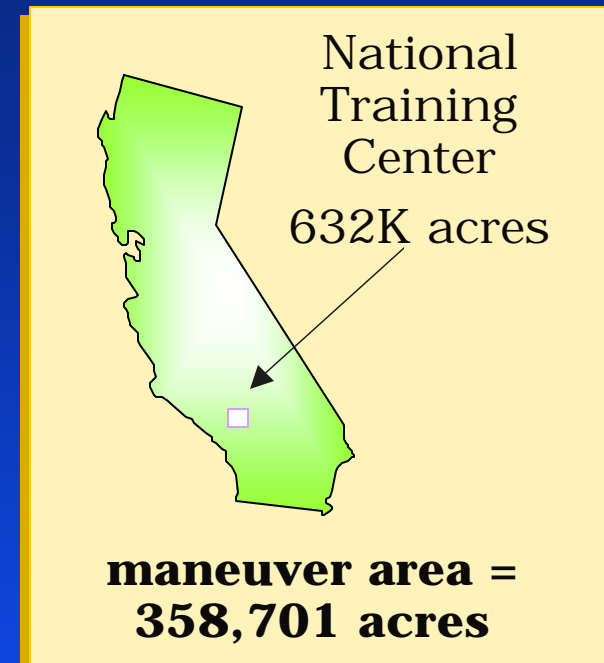 National
Training
Center
632K acres
maneuver area =
358,701 acres